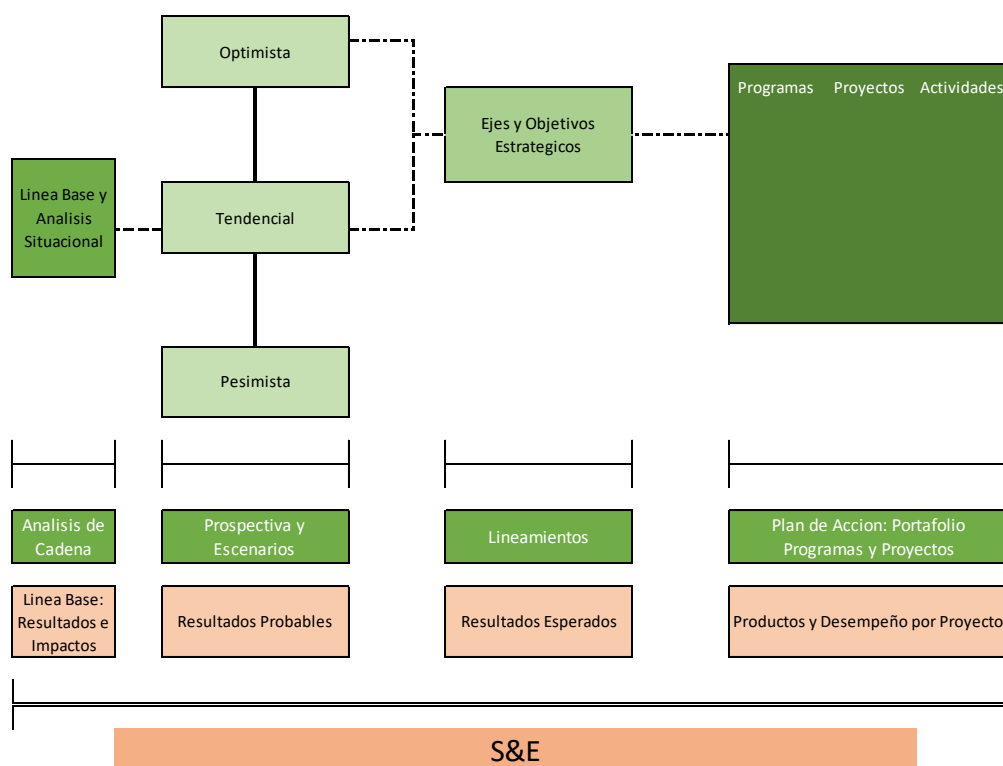 Optimista
Programas Proyectos Actividades
Ejes y Objetivos
Estrategicos
Linea Base y
Analisis
Situacional
Tendencial
Pesimista
Analisis de
Cadena
Prospectiva y
Escenarios
Lineamientos
Plan de Accion: Portafolio
Programas y Proyectos
Linea Base:
Resultados e
Impactos
Resultados Probables
Resultados Esperados
Productos y Desempeño por Proyecto
S&E